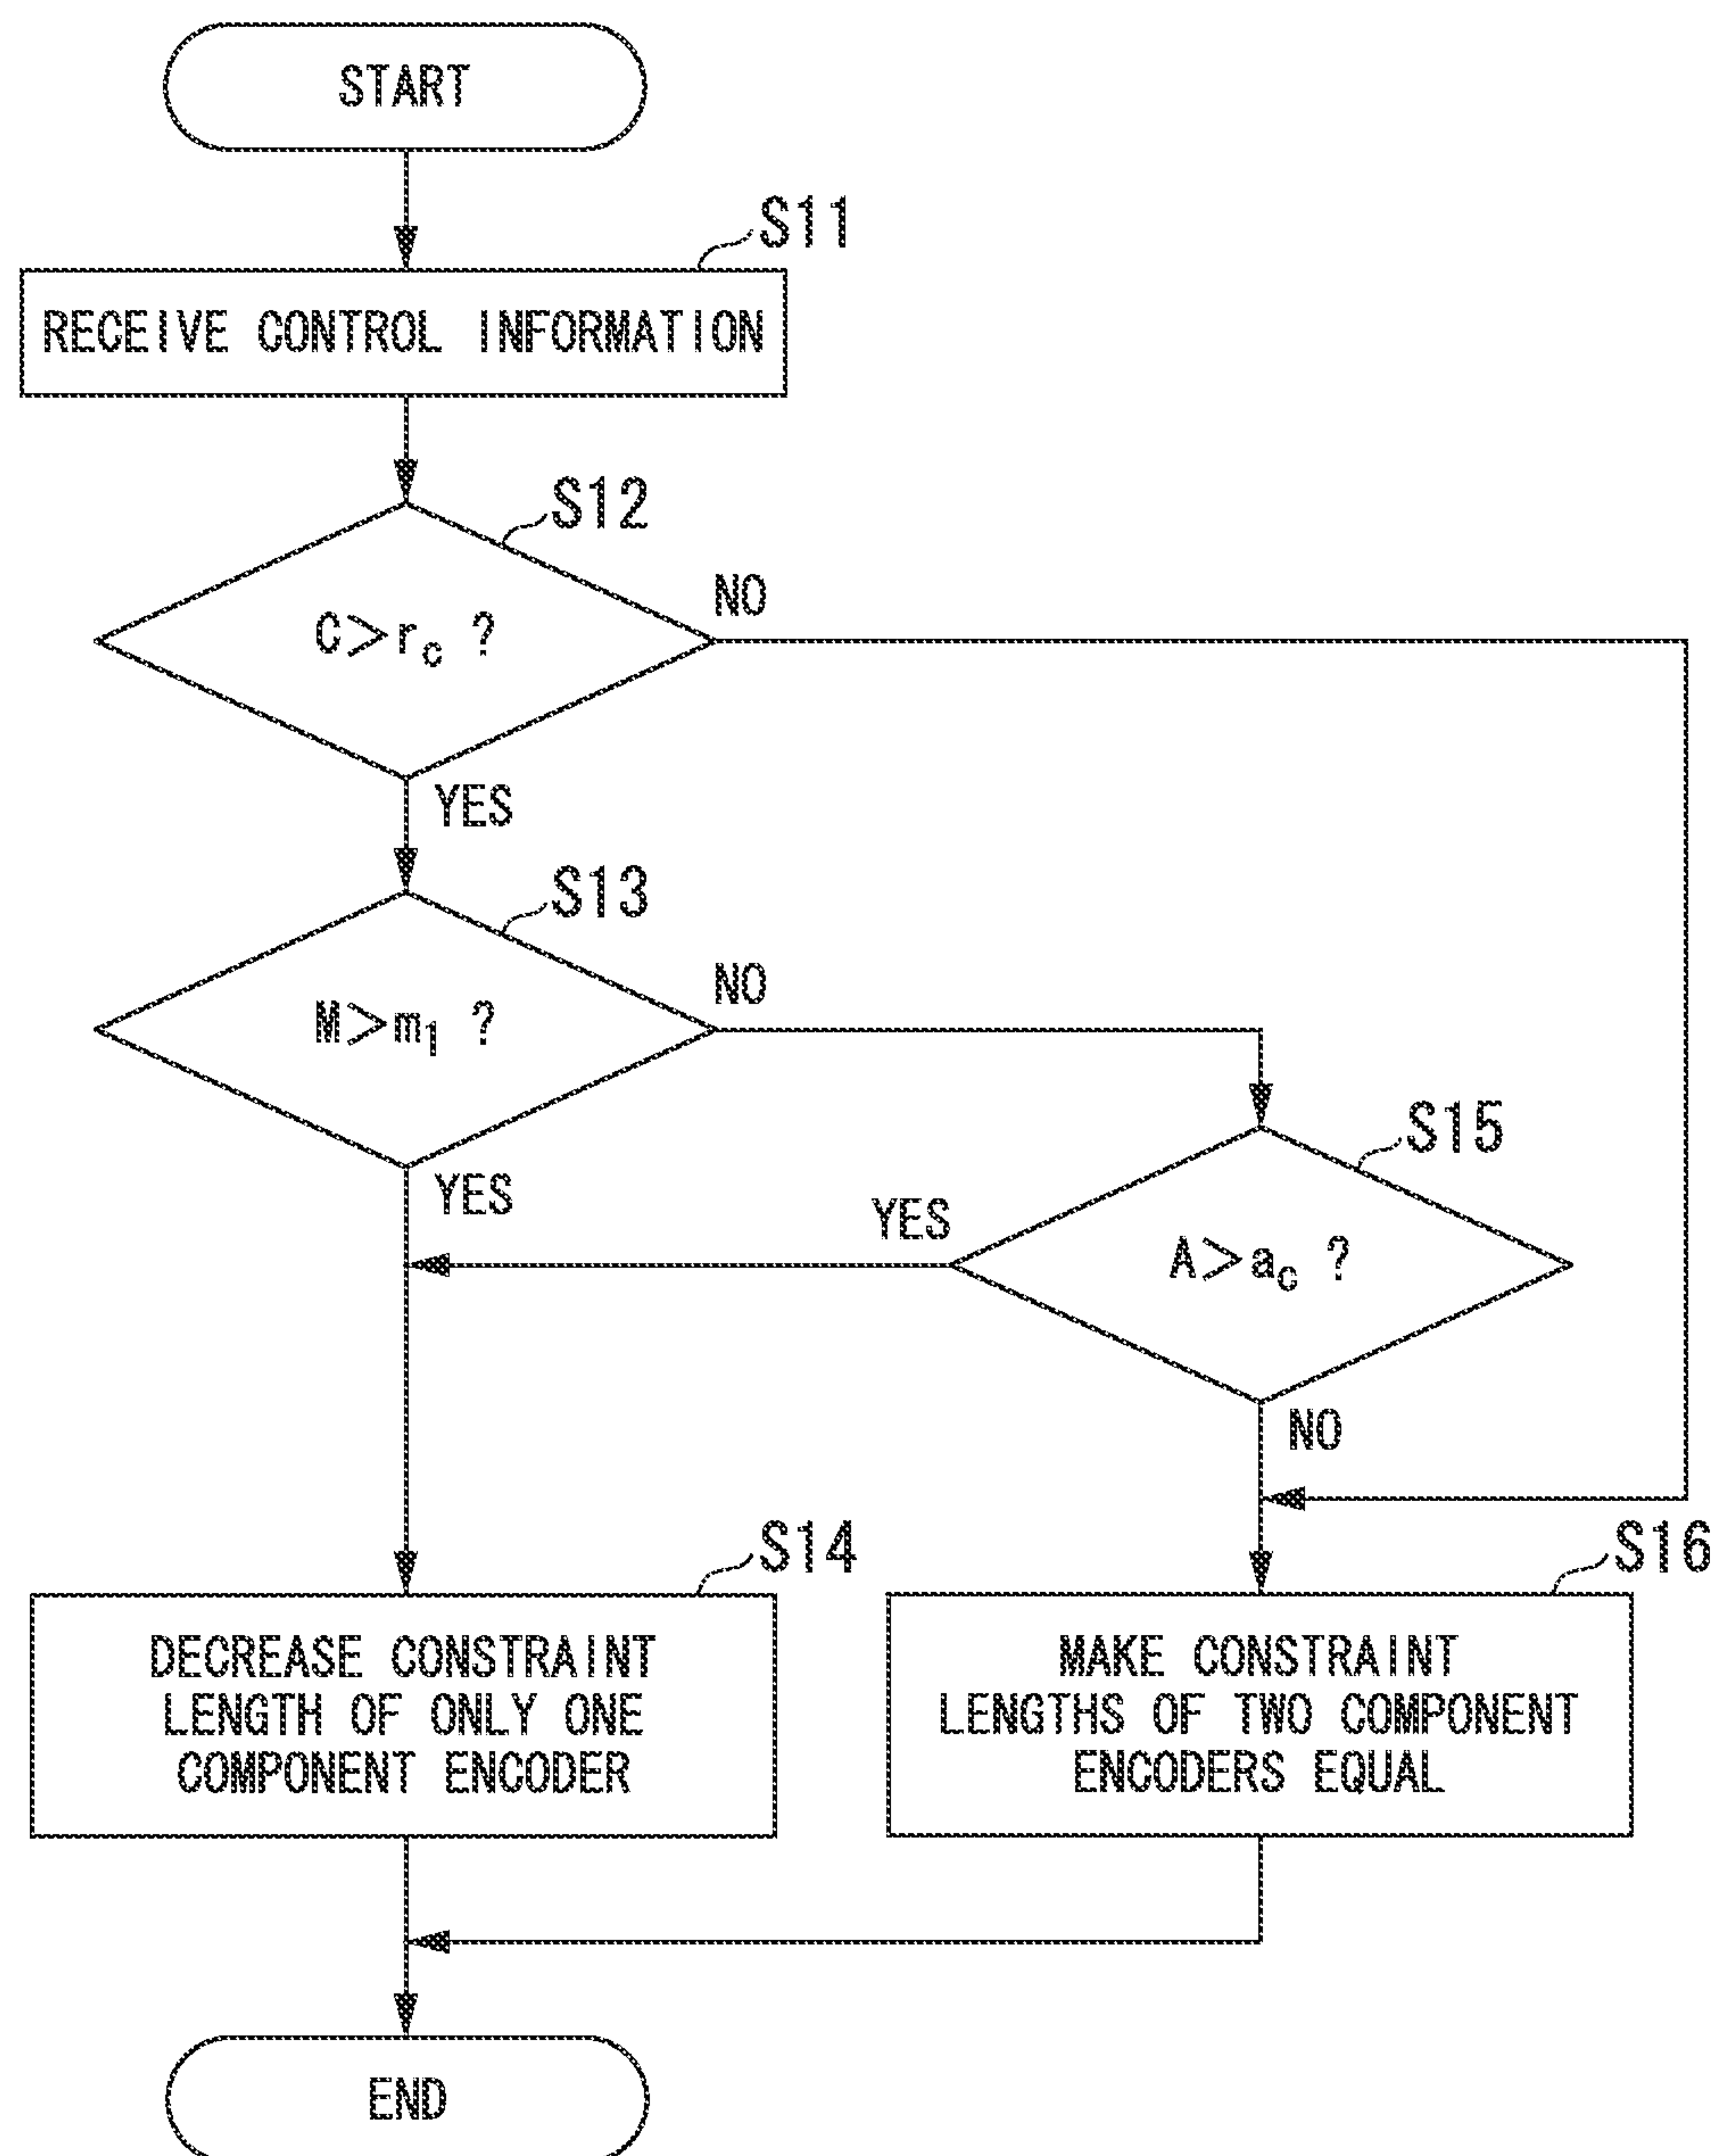 START
S11
RECEIVE CONTROL INFORMATION
S12
C>rc ?
NO
YES
S13
M>m1 ?
NO
YES
S15
A>ac ?
YES
NO
S14
DECREASE CONSTRAINT
LENGTH OF ONLY ONE
COMPONENT ENCODER
S16
MAKE CONSTRAINT
LENGTHS OF TWO COMPONENT
ENCODERS EQUAL
END